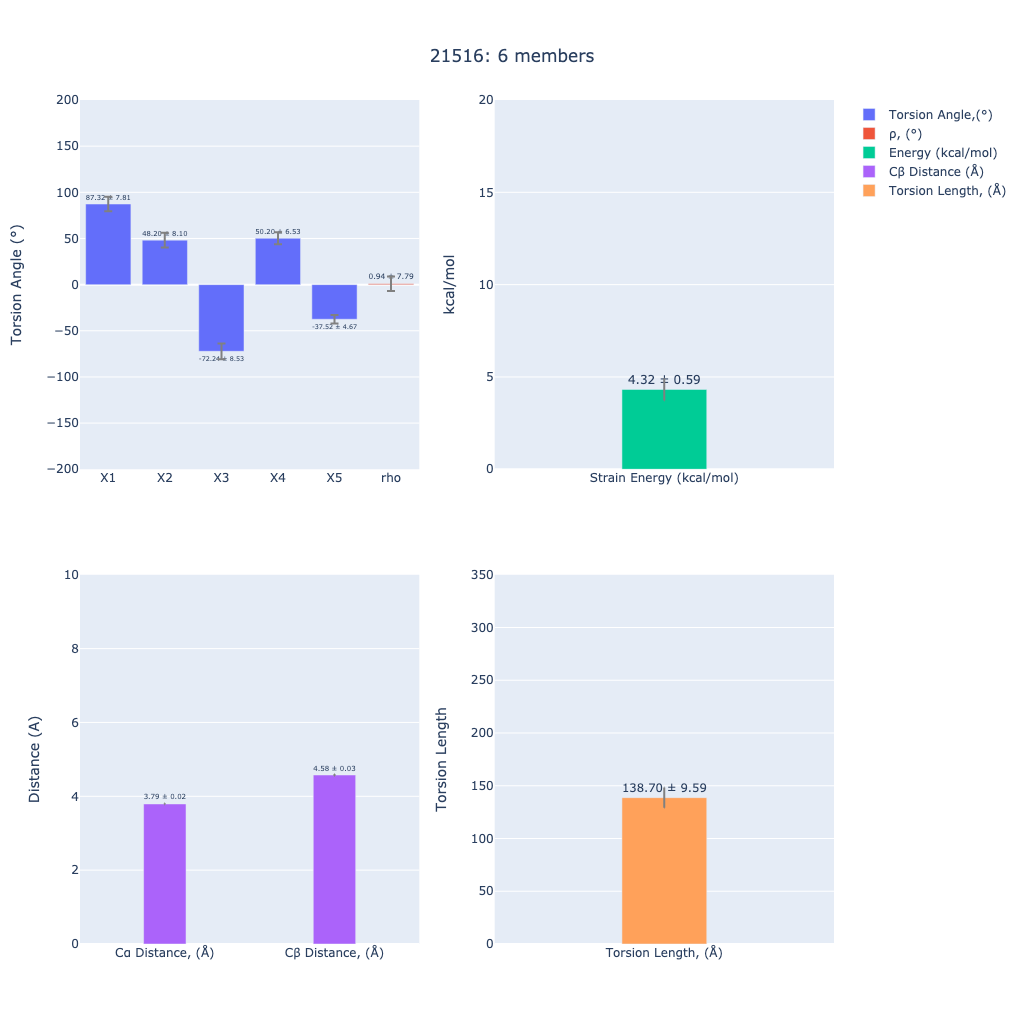 21516: 6 members
Torsion Angle (°)
200
150
100
50
0
−50
−100
−150
−200
87.32 ± 7.81
48.20 ± 8.10
-72.24 ± 8.53
50.20 ± 6.53
-37.52 ± 4.67
0.94 ± 7.79
X1 X2 X3 X4 X5 rho
kcal/mol
20
15
10
5
0
4.32 ± 0.59
Strain Energy (kcal/mol)
Torsion Angle,(°)
ρ, (°)
Energy (kcal/mol)
Cβ Distance (Å)
Torsion Length, (Å)
Distance (A)
10
8
6
4
2
0
3.79 ± 0.02
4.58 ± 0.03
Cα Distance, (Å) Cβ Distance, (Å)
Torsion Length
350
300
250
200
150
100
50
0
138.70 ± 9.59
Torsion Length, (Å)